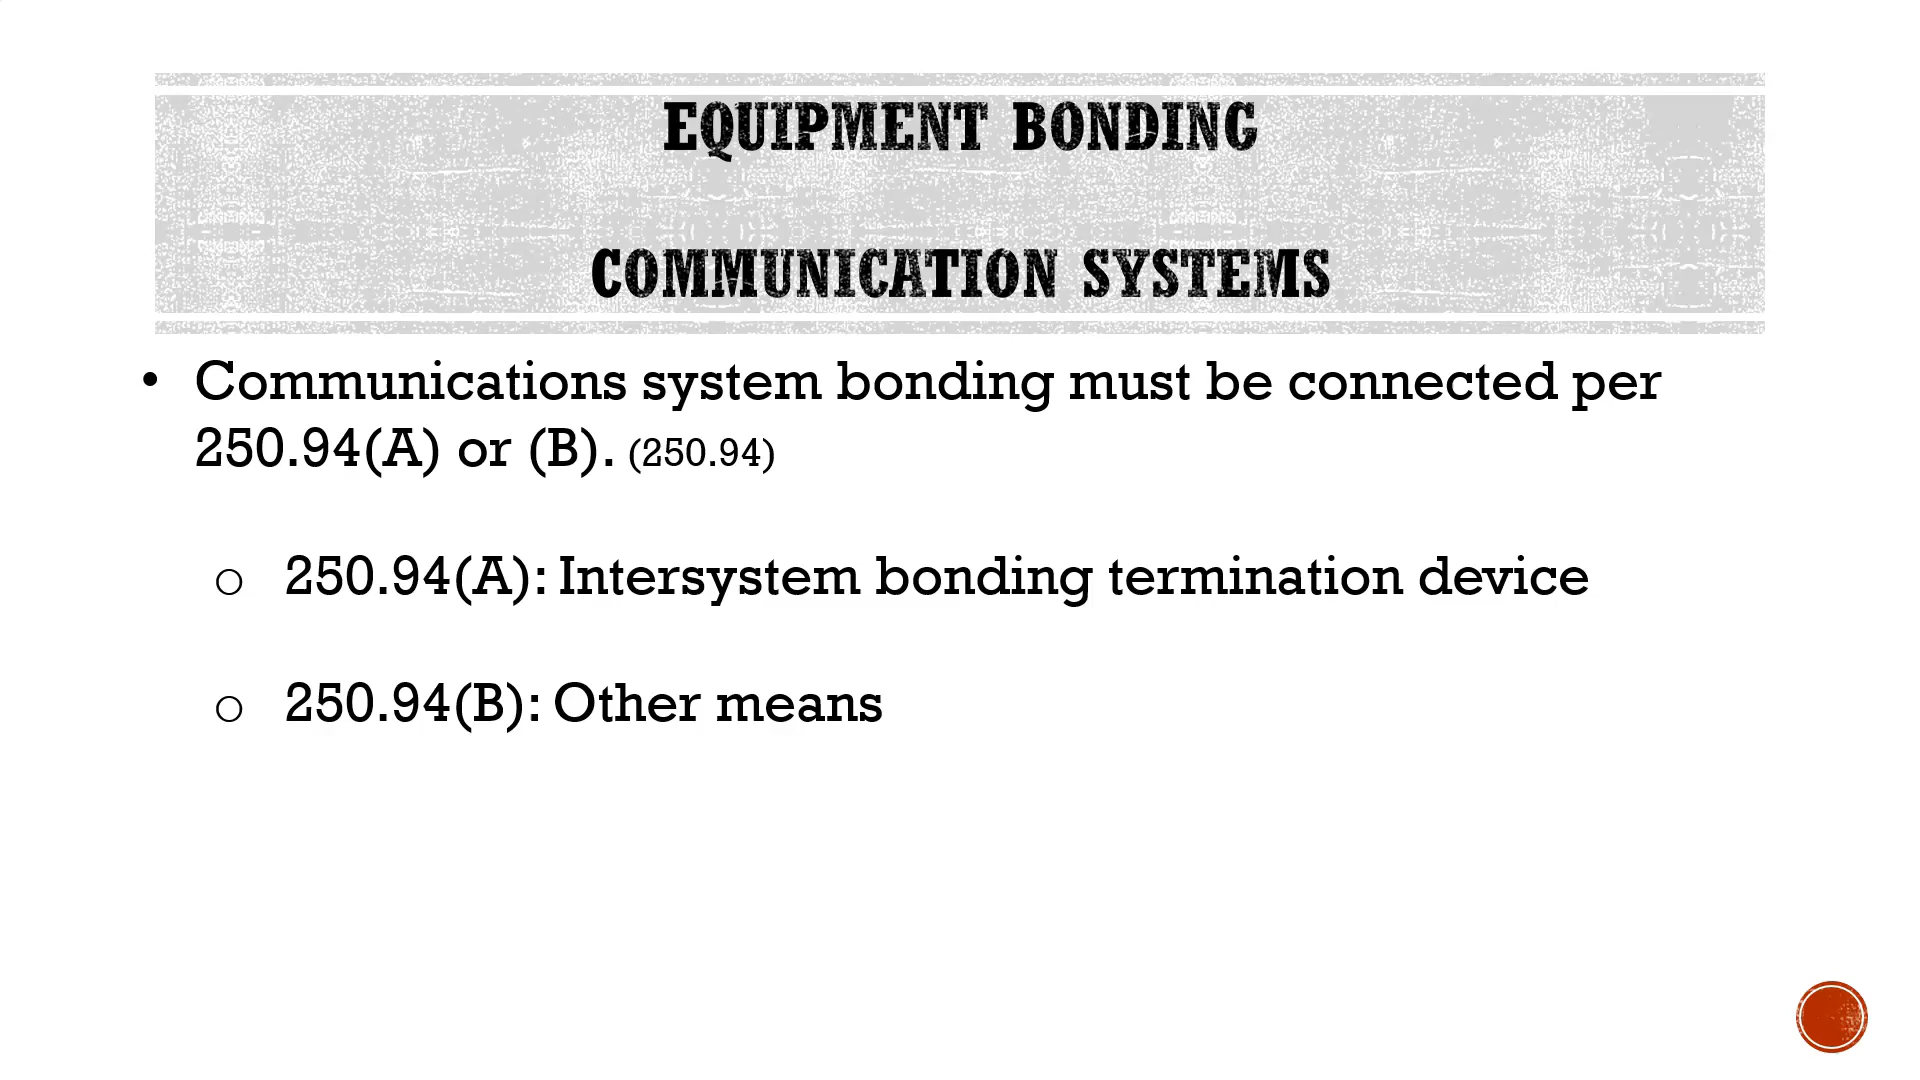 EQUIPMENT BONDING
COMMUNICATION SYSTEMS
• Communications system bonding must be connected per
250.94(A) or (B). (250.94)
o 250.94(A): Intersystem bonding termination device
o 250.94(B): Other means